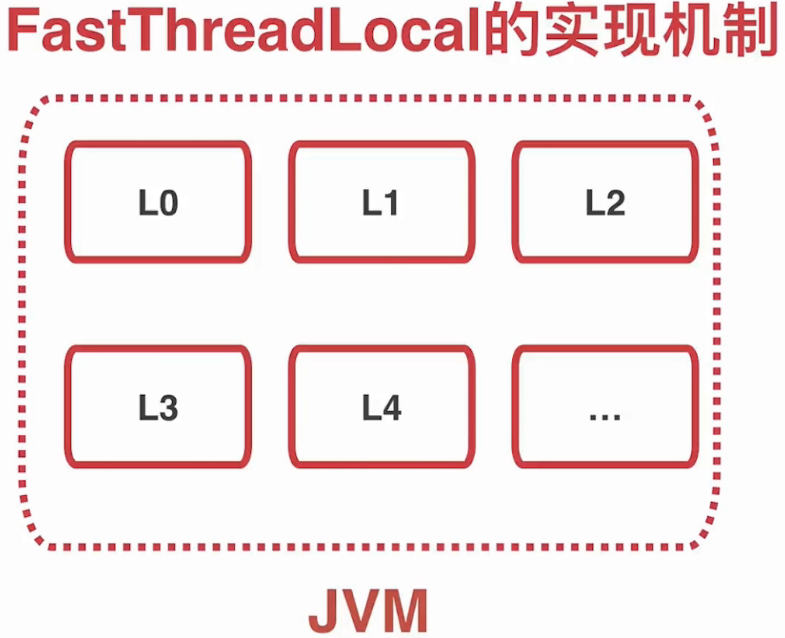 FastThreadLocal的实现机制
L0 L1 L2
L3 L4 ...
JVM